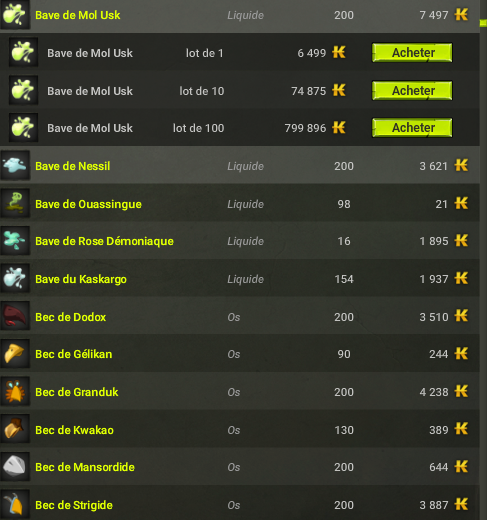 Bave de Mol Usk Liquide 200 7 497
Bave de Mol Usk lot de 1 6 499 Acheter
Bave de Mol Usk lot de 10 74 875 Acheter
Bave de Mol Usk lot de 100 799 896 Acheter
Bave de Nessil Liquide 200 3 621
Bave de Ouassingue Liquide 98 21
Bave de Rose Démoniaque Liquide 16 1 895
Bave du Kaskargo Liquide 154 1 937
Bec de Dodox Os 200 3 510
Bec de Gélikan Os 90 244
Bec de Granduk Os 200 4 238
Bec de Kwakao Os 130 389
Bec de Mansordide Os 200 644
Bec de Strigide Os 200 3 887